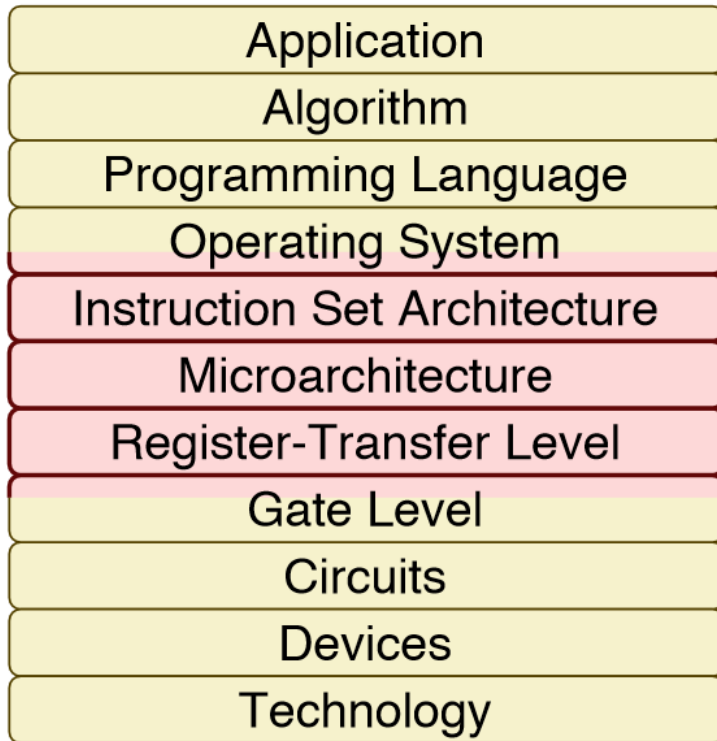 Application
Algorithm
Programming Language
Operating System
Instruction Set Architecture
Microarchitecture
Register-Transfer Level
Gate Level
Circuits
Devices
Technology